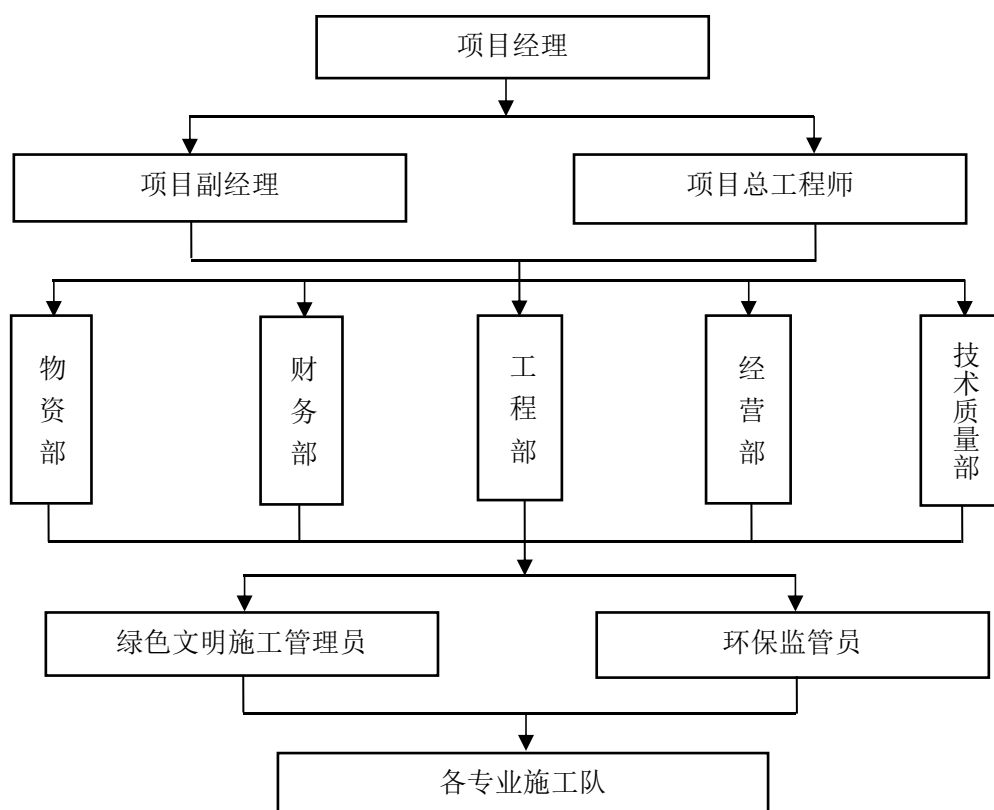 项目经理
项目副经理
项目总工程师
物资部
财务部
工程部
经营部
技术质量部
绿色文明施工管理员
环保监管员
各专业施工队